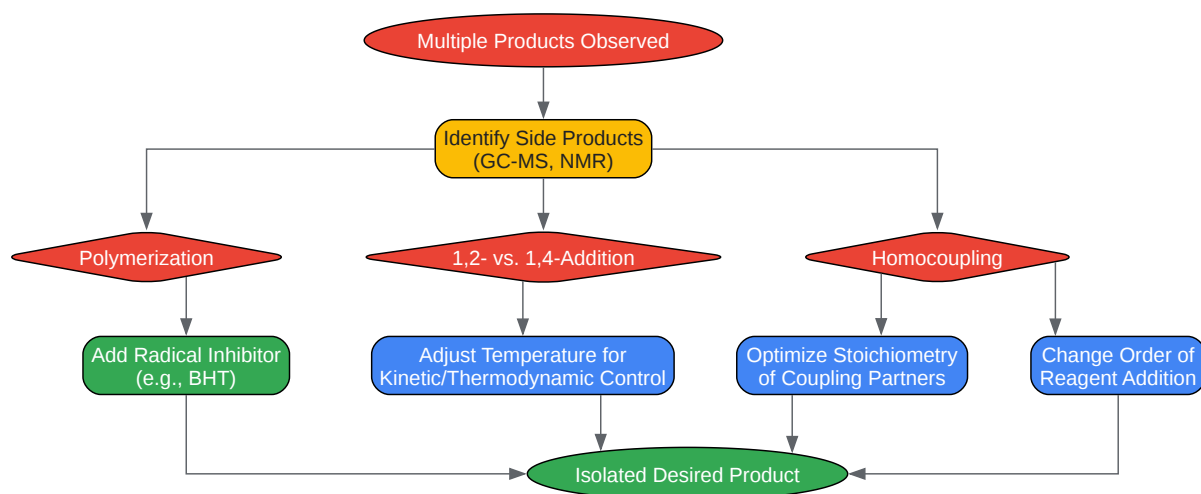 Multiple Products Observed
Identify Side Products
(GC-MS, NMR)
Polymerization
1,2- vs. 1,4-Addition
Homocoupling
Add Radical Inhibitor
(e.g., BHT)
Adjust Temperature for
Kinetic/Thermodynamic Control
Optimize Stoichiometry
of Coupling Partners
Change Order of
Reagent Addition
Isolated Desired Product